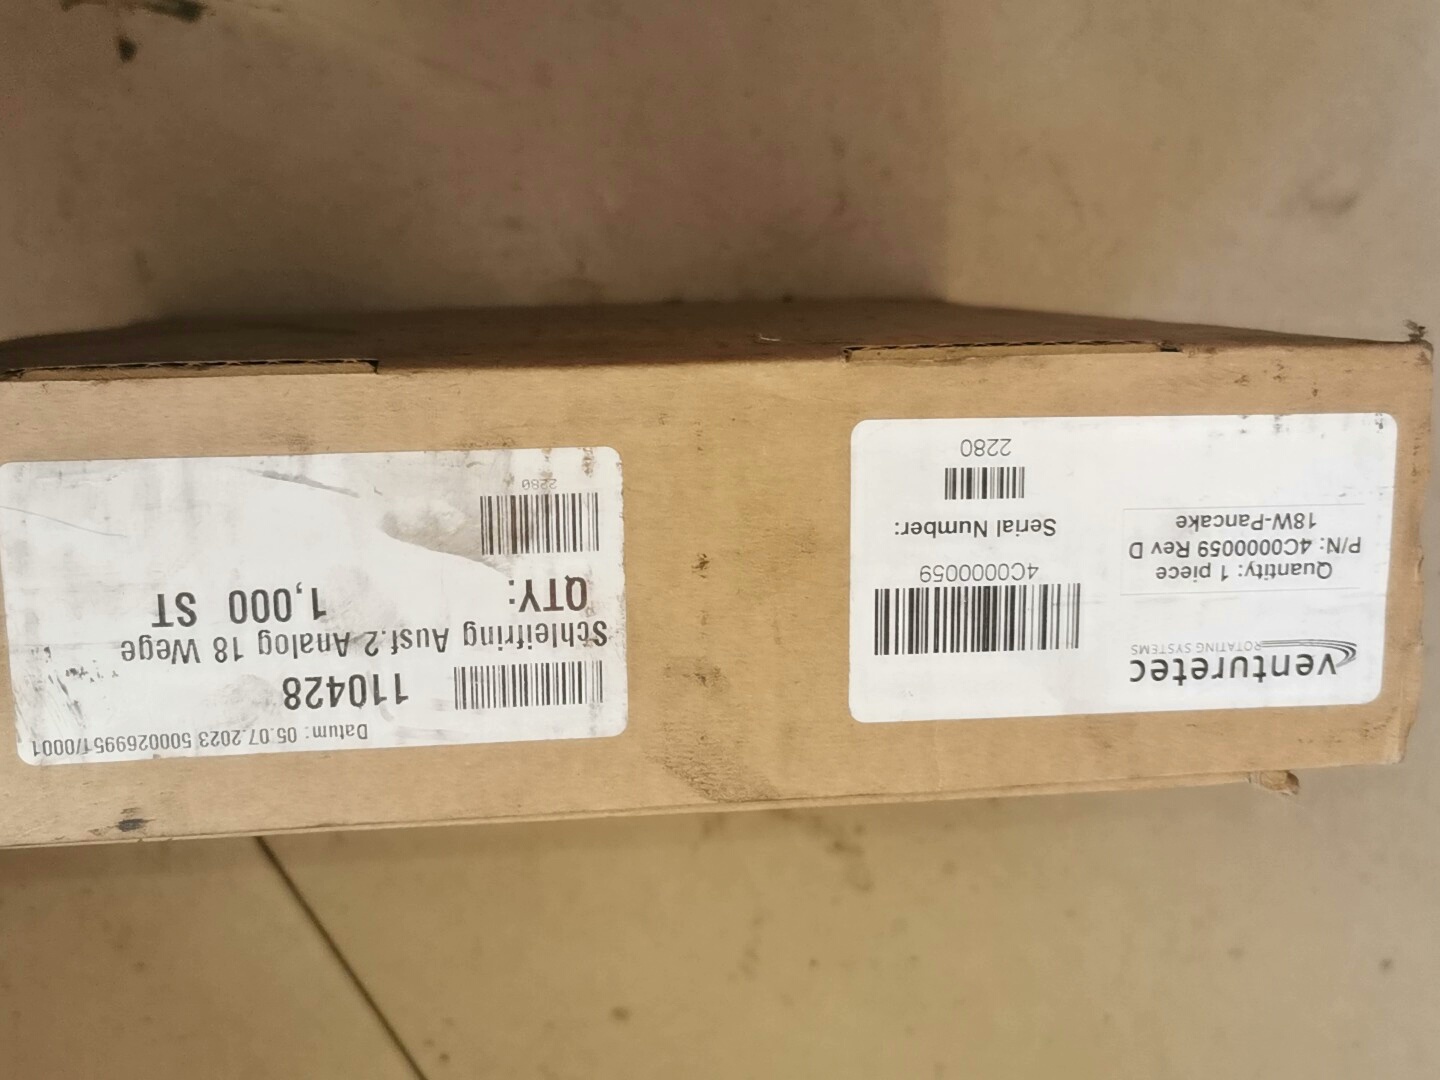 venturetec
ROTATING SYSTEMS
Quantity: 1 piece
P/N: 4C0000059 Rev D
18W-Pancake
4C0000059
Serial Number:
2280
Datum: 05.07.2023 5000269951/0001
110428
Schleifring Ausf.2 Analog 18 Wege
QTY: 1,000 ST
2280